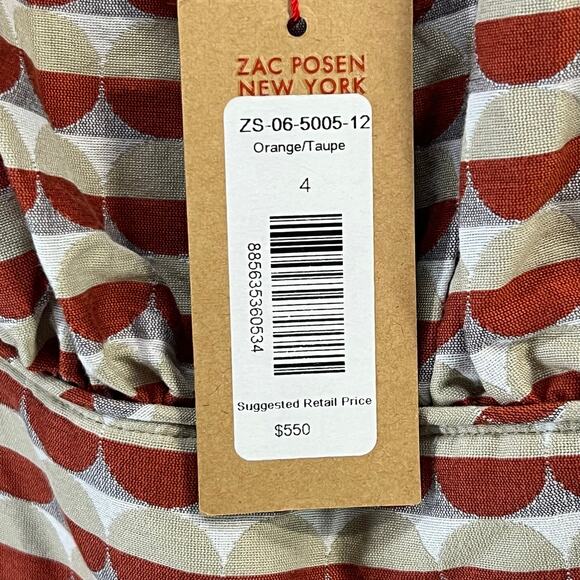 ZAC POSEN
NEW YORK
ZS-06-5005-12
Orange/Taupe
4
885635360534
Suggested Retail Price
$550